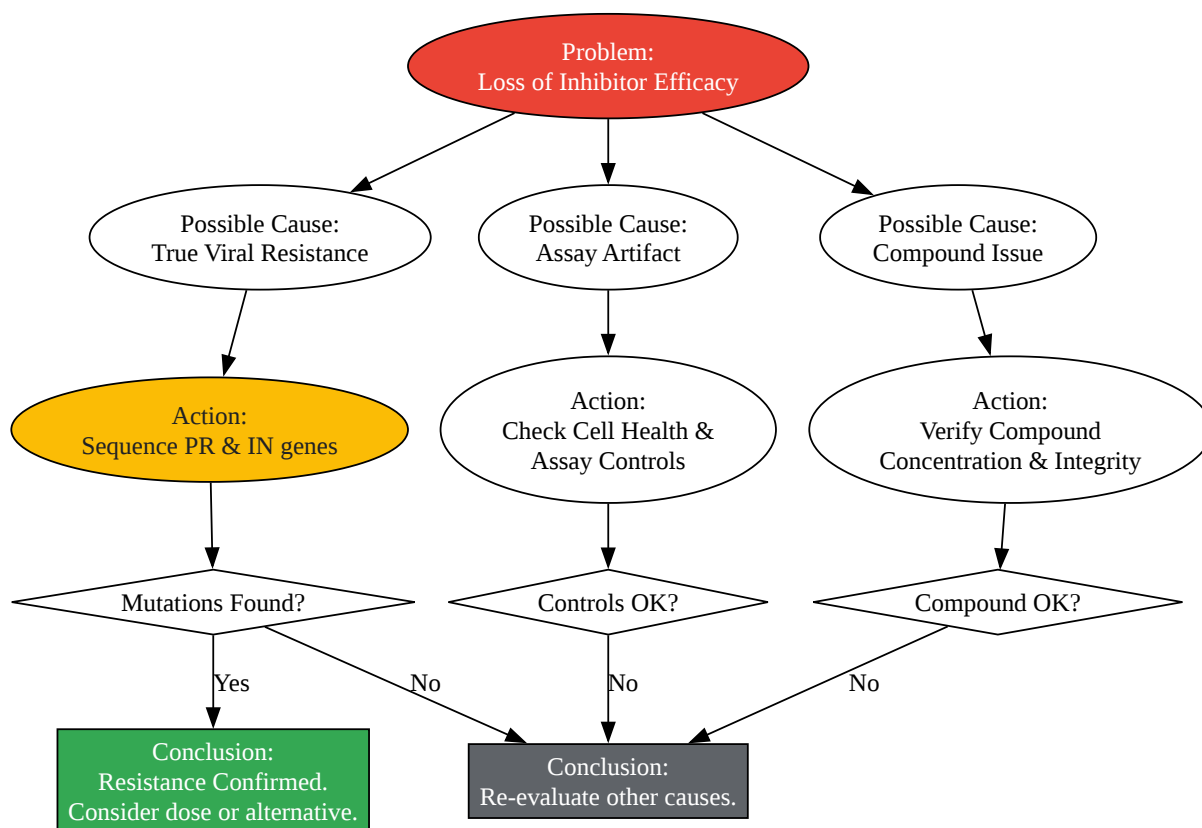 Problem:
Loss of Inhibitor Efficacy
Possible Cause:
True Viral Resistance
Possible Cause:
Assay Artifact
Possible Cause:
Compound Issue
Action:
Sequence PR & IN genes
Action:
Check Cell Health &
Assay Controls
Action:
Verify Compound
Concentration & Integrity
Mutations Found?
Controls OK?
Compound OK?
Yes
No
No
No
Conclusion:
Resistance Confirmed.
Consider dose or alternative.
Conclusion:
Re-evaluate other causes.